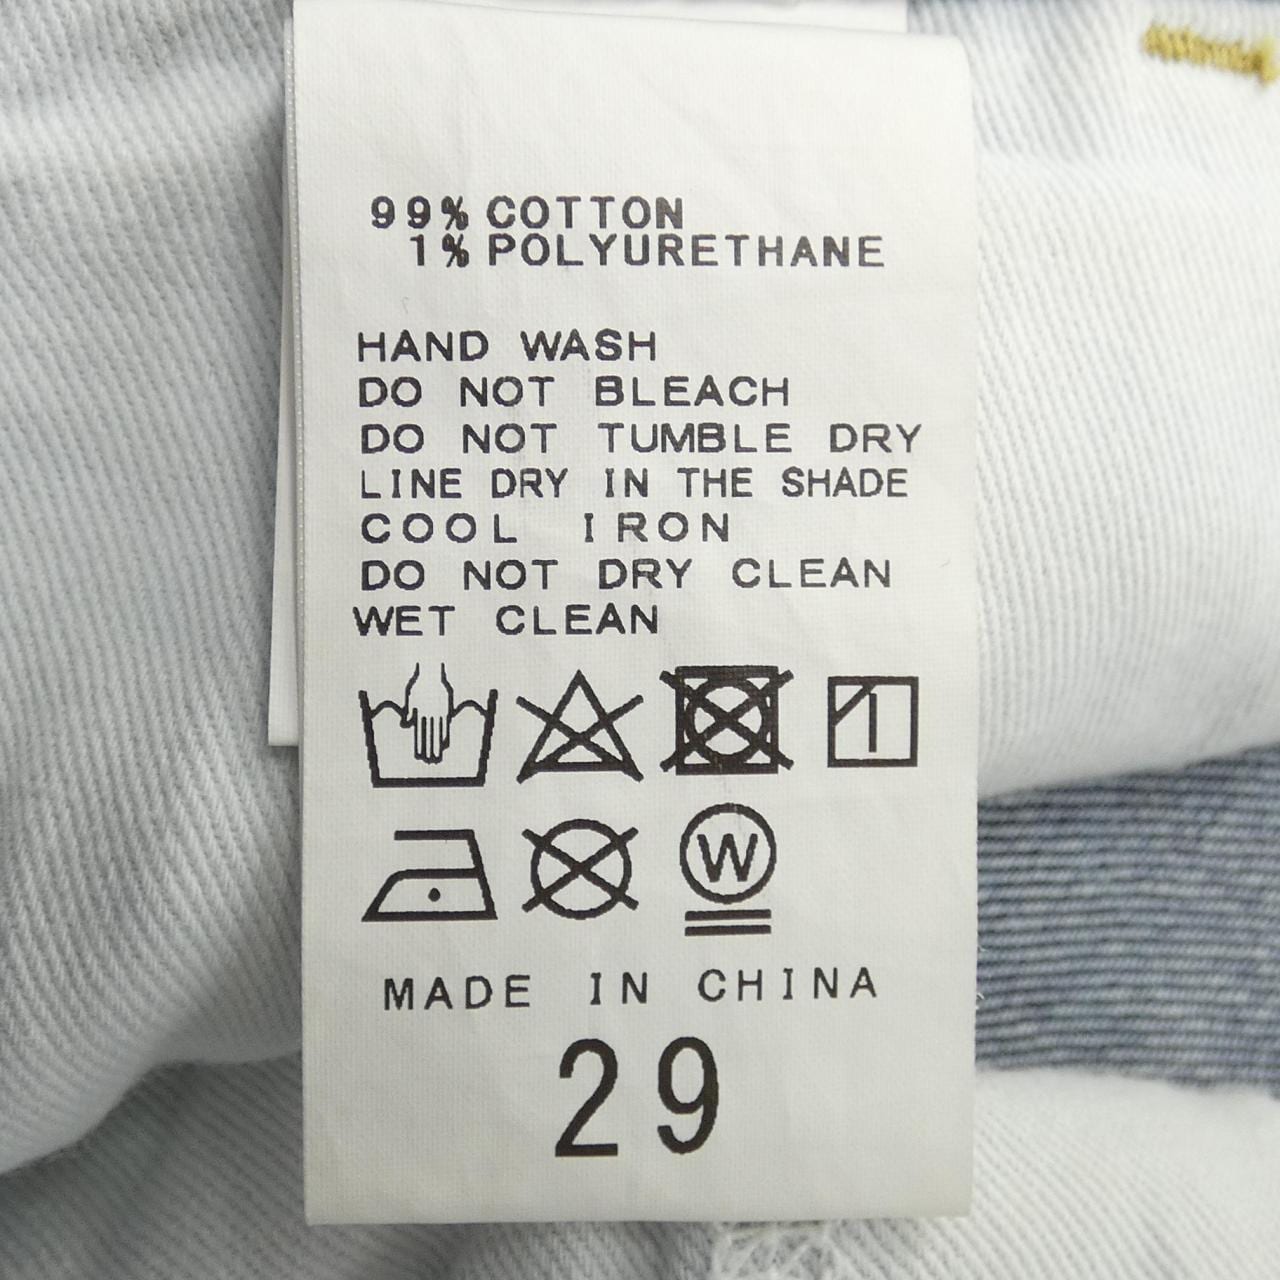 99% COTTON
1% POLYURETHANE
HAND WASH
DO NOT BLEACH
DO NOT TUMBLE DRY
LINE DRY IN THE SHADE
COOL IRON
DO NOT DRY CLEAN
WET CLEAN
W
MADE IN CHINA
29